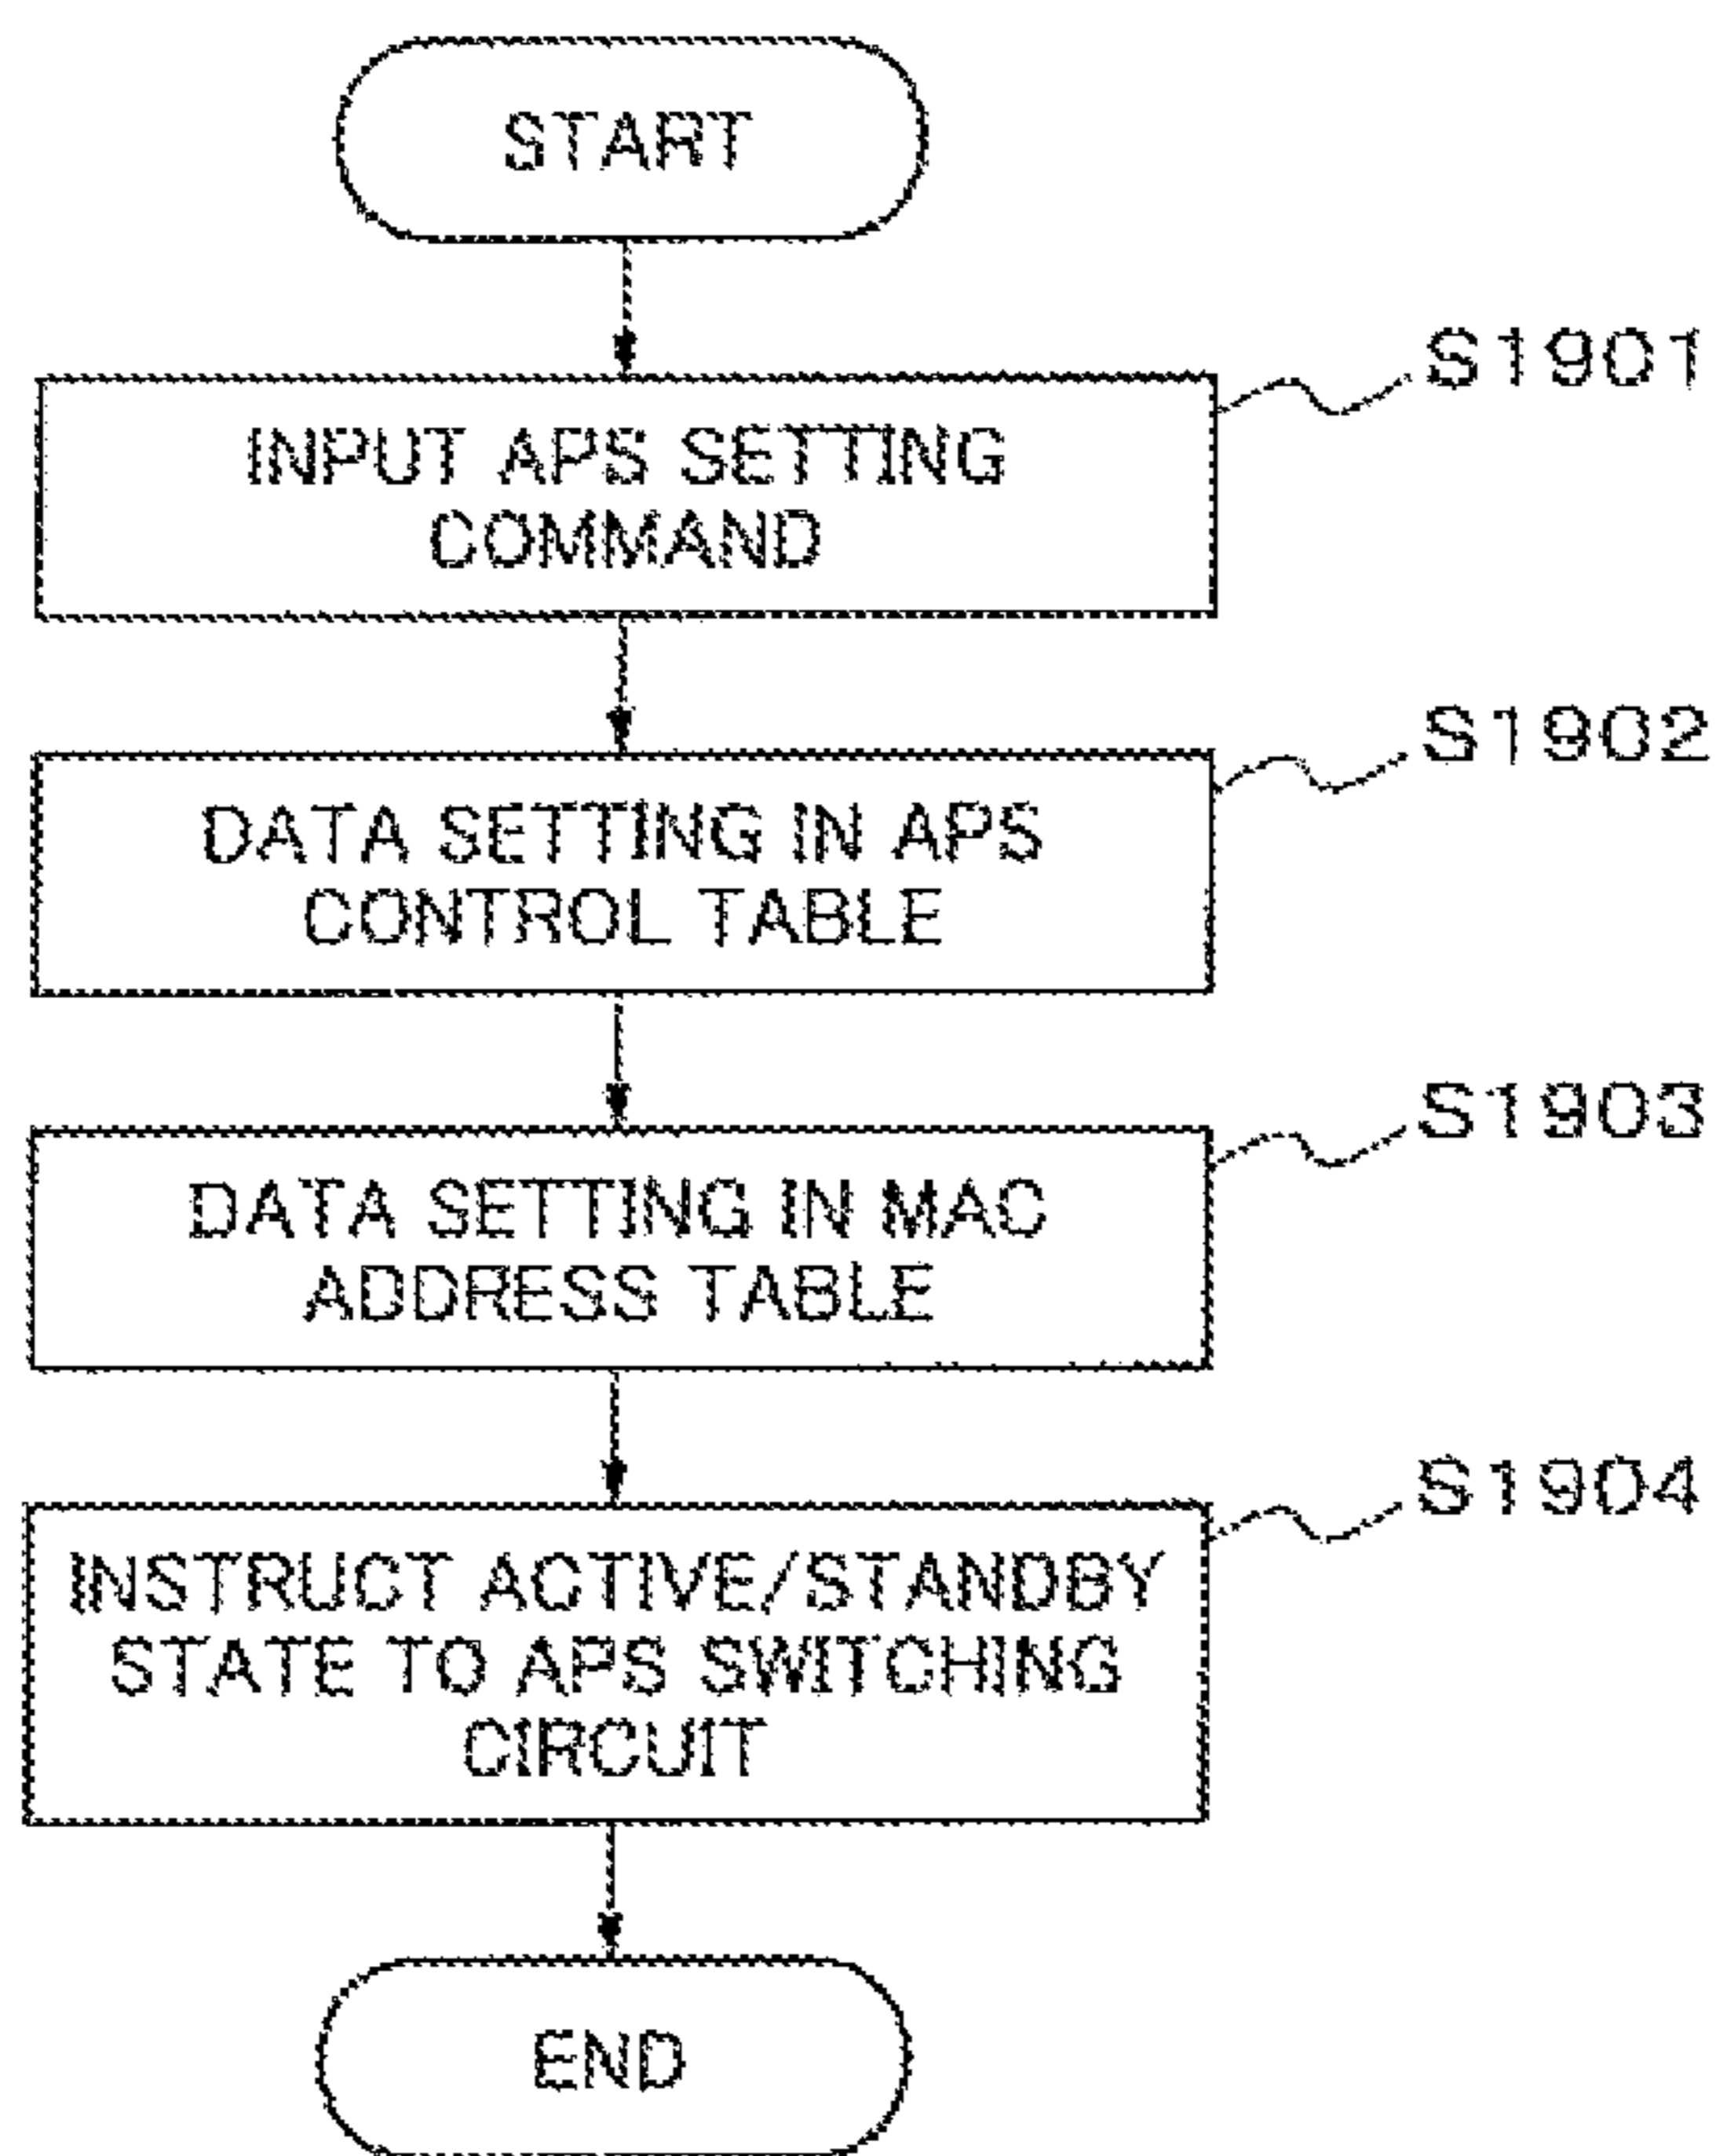 START
S1901
INPUT APS SETTING
COMMAND
S1902
DATA SETTING IN APS
CONTROL TABLE
S1903
DATA SETTING IN MAC
ADDRESS TABLE
S1904
INSTRUCT ACTIVE/STANDBY
STATE TO APS SWITCHING
CIRCUIT
END